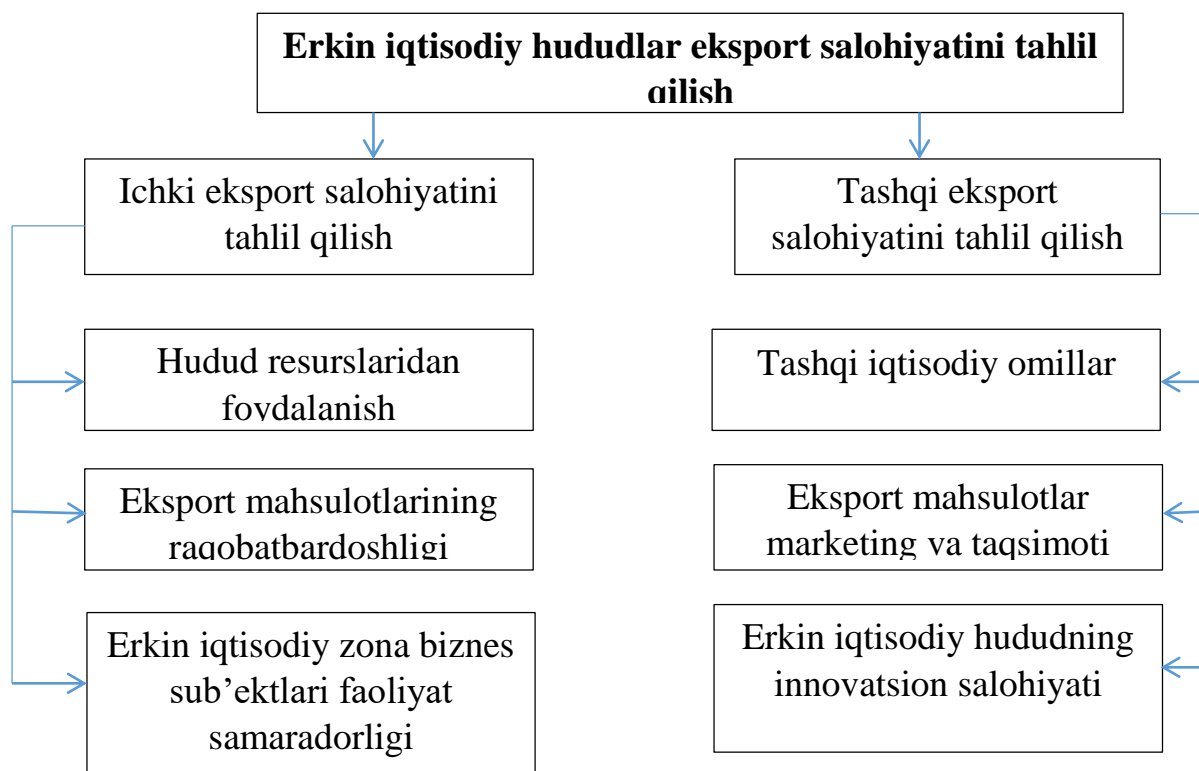 Erkin iqtisodiy hududlar eksport salohiyatini tahlil
qilish
Ichki eksport salohiyatini
tahlil qilish
Tashqi eksport
salohiyatini tahlil qilish
Hudud resurslaridan
foydalanish
Tashqi iqtisodiy omillar
Eksport mahsulotlarining
raqobatbardoshligi
Eksport mahsulotlar
marketing va taqsimoti
Erkin iqtisodiy zona biznes
sub’ektlari faoliyat
samaradorligi
Erkin iqtisodiy hududning
innovatsion salohiyati